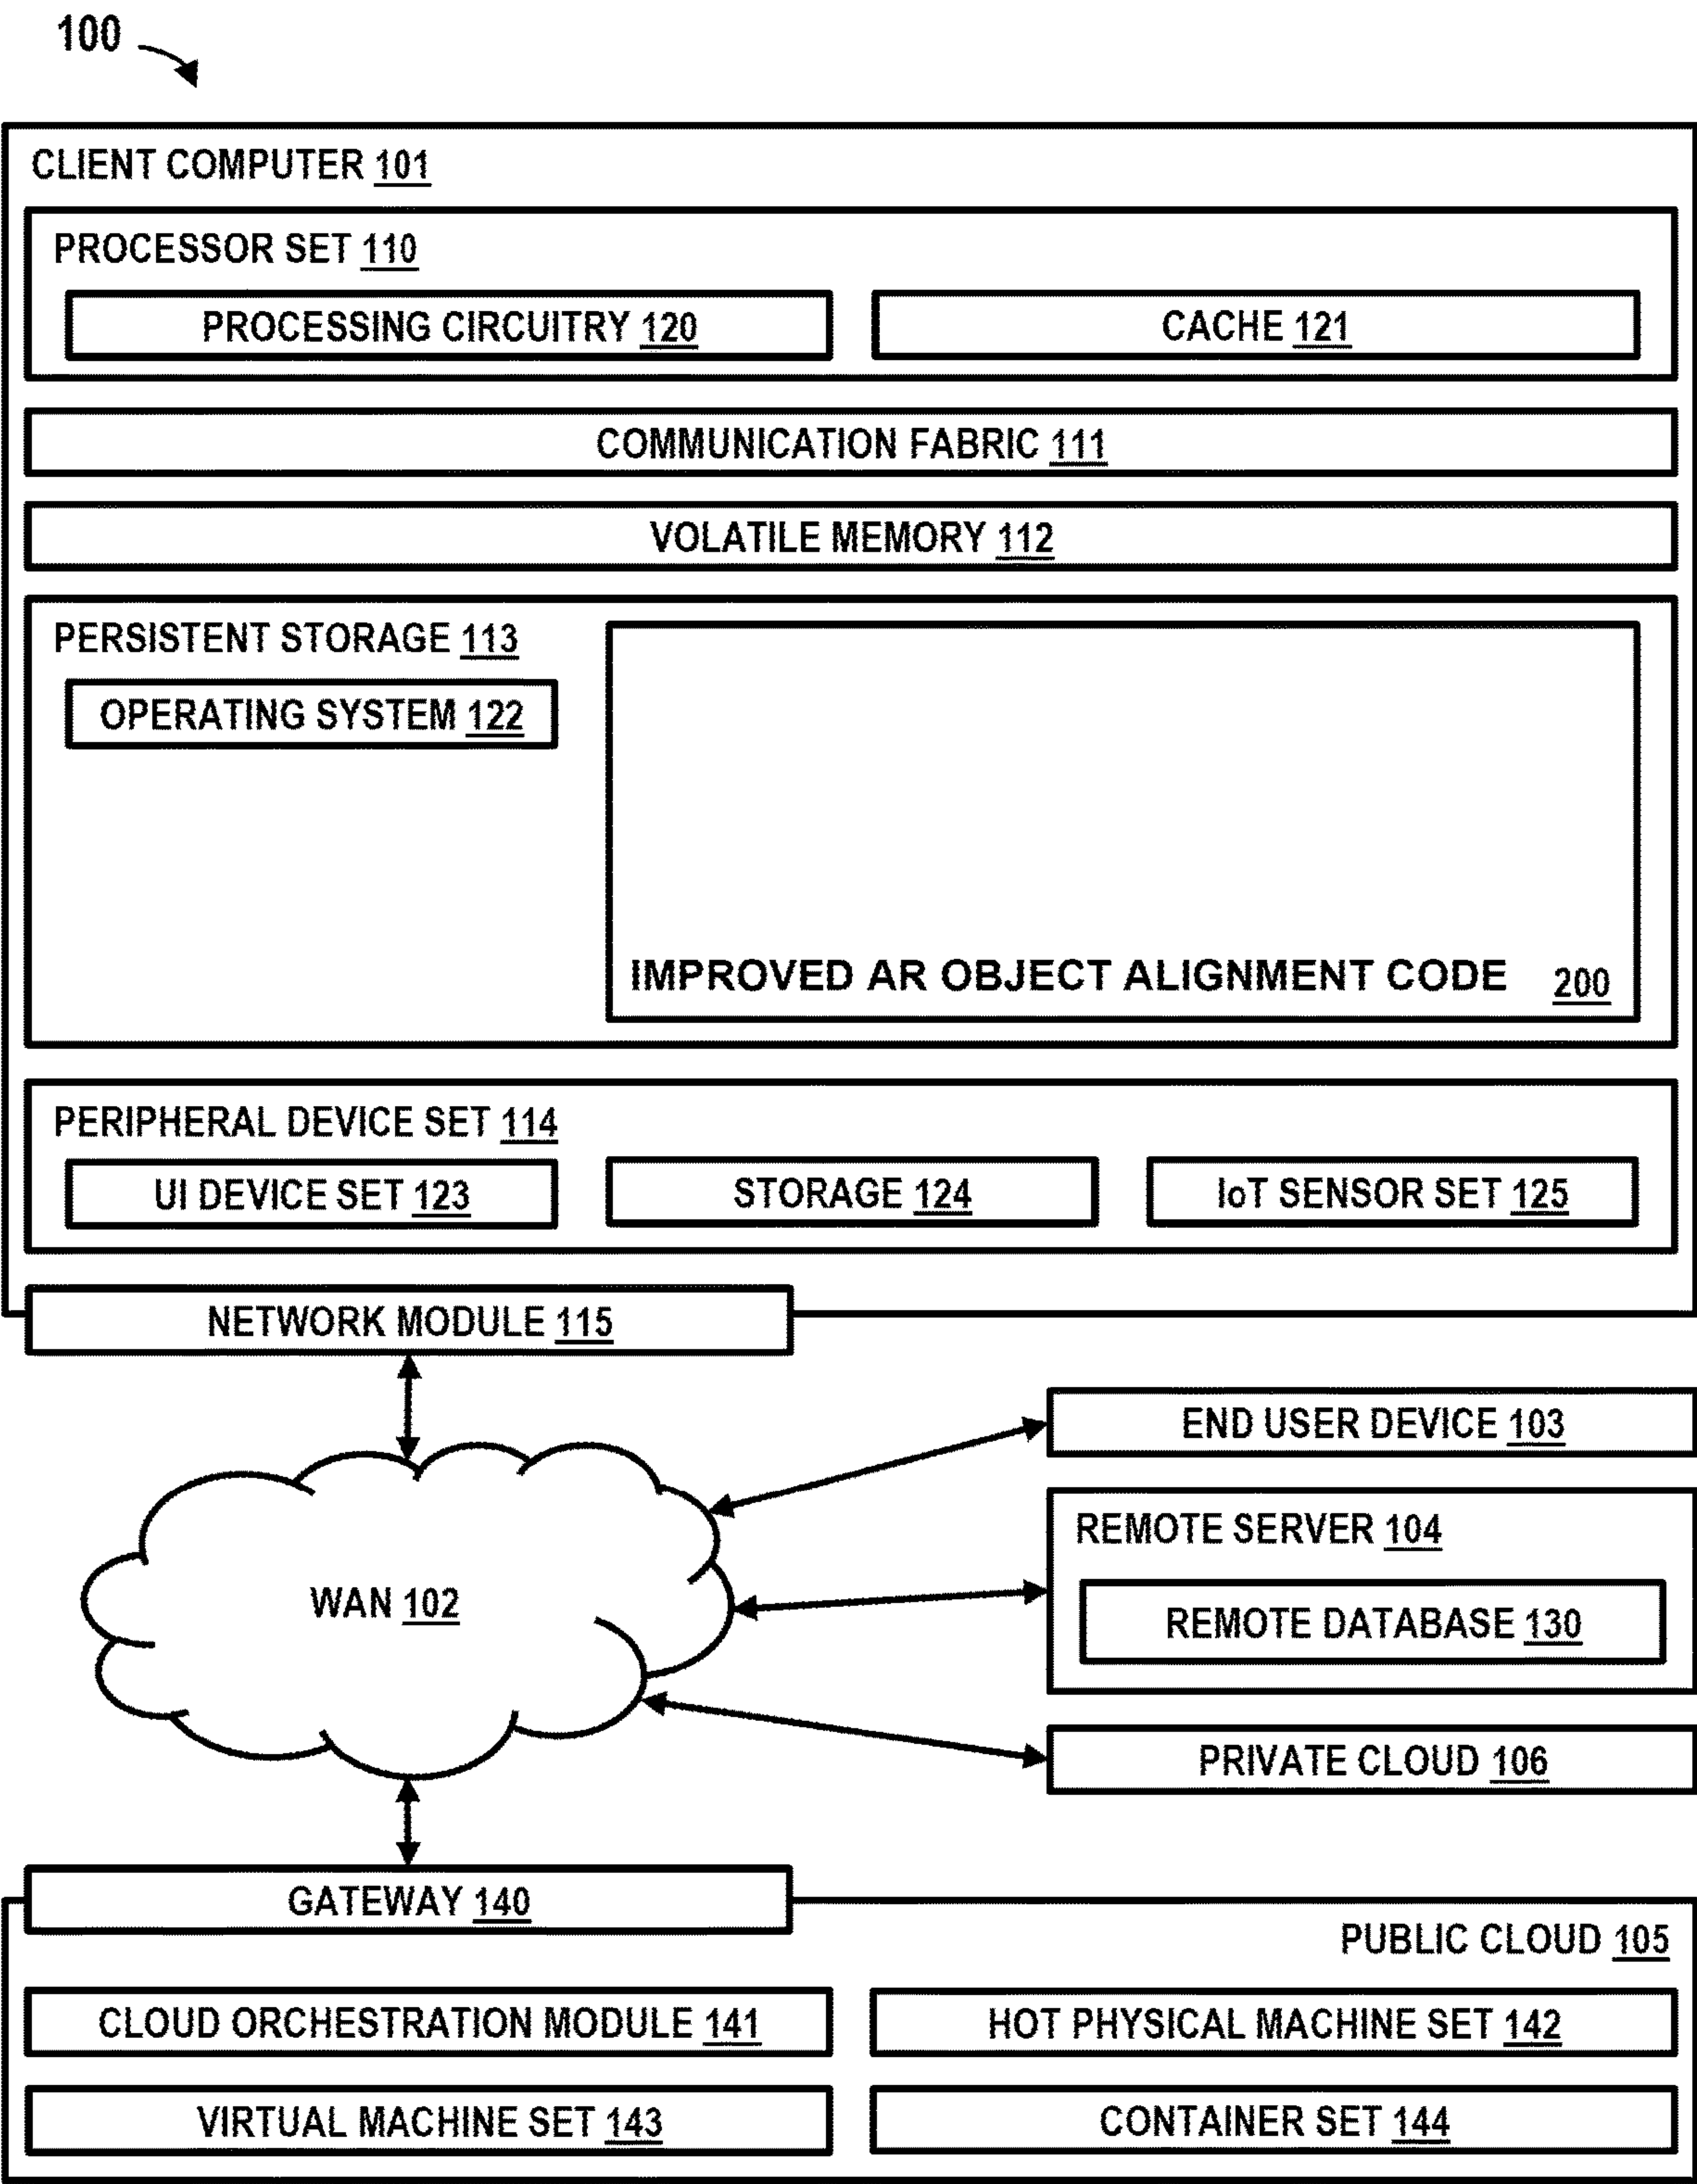 100
CLIENT COMPUTER 101
PROCESSOR SET 110
PROCESSING CIRCUITRY 120
CACHE 121
COMMUNICATION FABRIC 111
VOLATILE MEMORY 112
PERSISTENT STORAGE 113
OPERATING SYSTEM 122
IMPROVED AR OBJECT ALIGNMENT CODE 200
PERIPHERAL DEVICE SET 114
UI DEVICE SET 123
STORAGE 124
IoT SENSOR SET 125
NETWORK MODULE 115
END USER DEVICE 103
REMOTE SERVER 104
WAN 102
REMOTE DATABASE 130
PRIVATE CLOUD 106
GATEWAY 140
PUBLIC CLOUD 105
CLOUD ORCHESTRATION MODULE 141
HOT PHYSICAL MACHINE SET 142
VIRTUAL MACHINE SET 143
CONTAINER SET 144